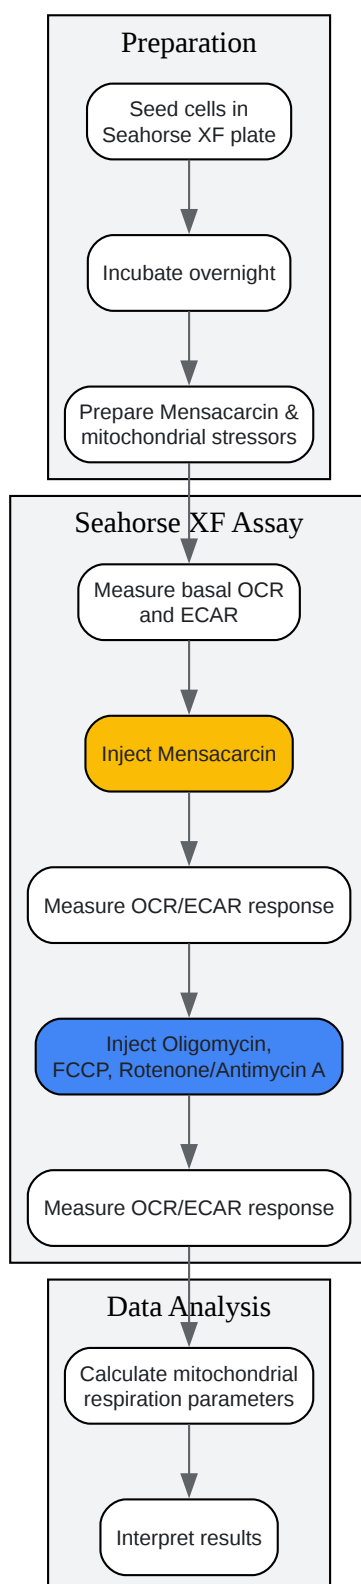 Preparation
Seed cells in
Seahorse XF plate
Incubate overnight
Prepare Mensacarcin &
mitochondrial stressors
Seahorse XF Assay
Measure basal OCR
and ECAR
Inject Mensacarcin
Measure OCR/ECAR response
Inject Oligomycin,
FCCP, Rotenone/Antimycin A
Measure OCR/ECAR response
Data Analysis
Calculate mitochondrial
respiration parameters
Interpret results